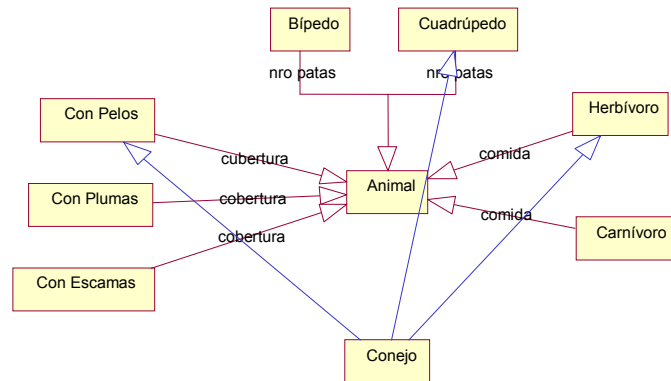 Bípedo
Cuadrúpedo
nro patas
nro patas
Con Pelos
Herbívoro
cubertura
comida
Con Plumas
cobertura
Animal
comida
Carnívoro
cobertura
Con Escamas
Conejo